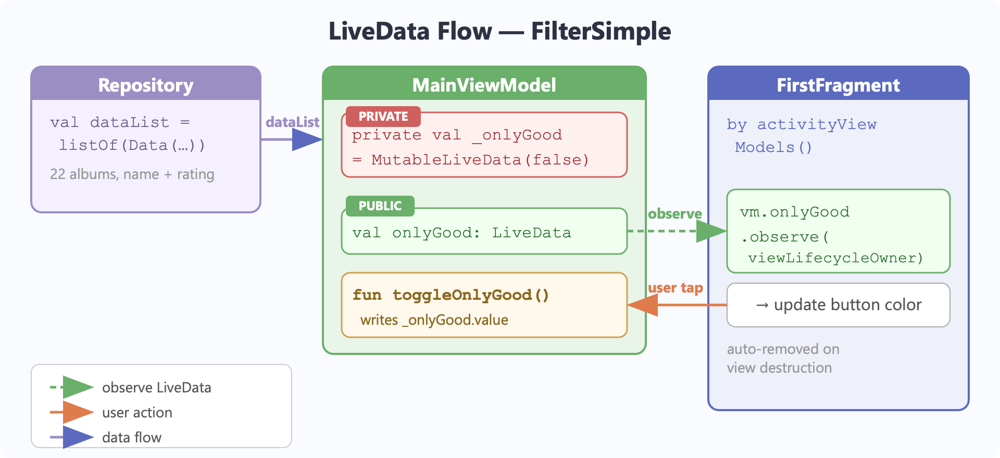 LiveData Flow — FilterSimple
Repository
val dataList =
listOf(Data(…))
22 albums, name + rating
dataList
MainViewModel
PRIVATE
private val _onlyGood
= MutableLiveData(false)
PUBLIC
val onlyGood: LiveData
fun toggleOnlyGood()
writes _onlyGood.value
observe
user tap
FirstFragment
by activityView
Models()
vm.onlyGood
.observe(
viewLifecycleOwner)
→ update button color
auto-removed on
view destruction
observe LiveData
user action
data flow